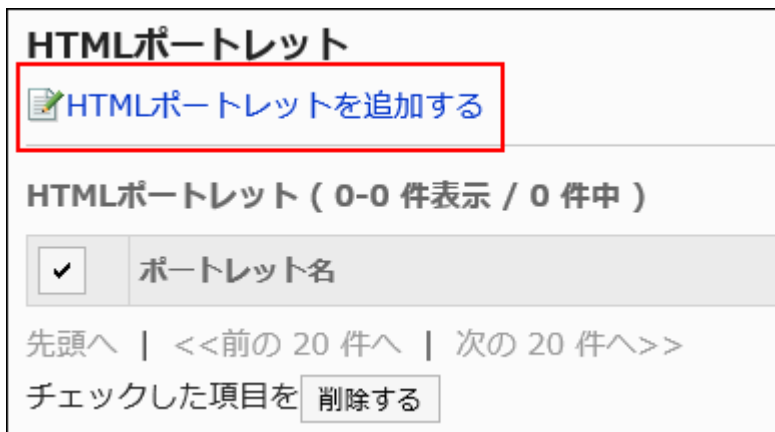 HTMLポートレット
HTMLポートレットを追加する
HTMLポートレット ( 0-0 件表示 / 0 件中 )
ポートレット名
先頭へ | <<前の 20 件へ | 次の 20 件へ>>
チェックした項目を 削除する